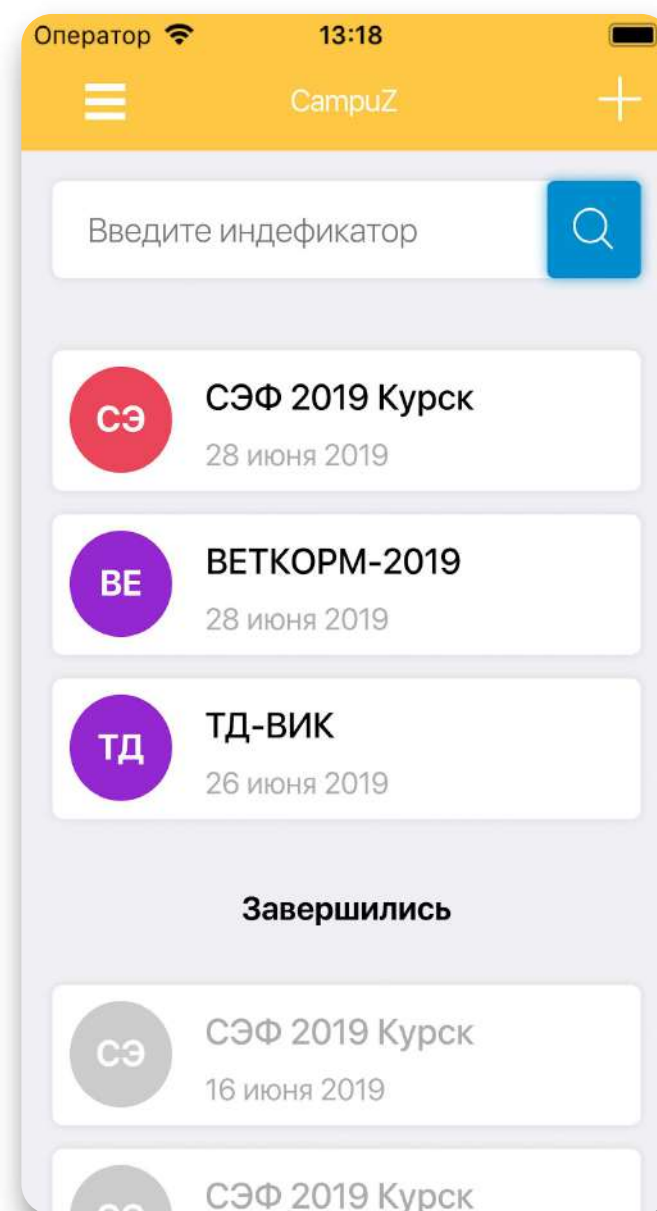 Оператор 13:18
CampuZ
Введите индефикатор
СЭ
СЭФ 2019 Курск
28 июня 2019
ВЕ
ВЕТКОРМ-2019
28 июня 2019
ТД
ТД-ВИК
26 июня 2019
Завершились
СЭ
СЭФ 2019 Курск
16 июня 2019
СЭФ 2019 Курск